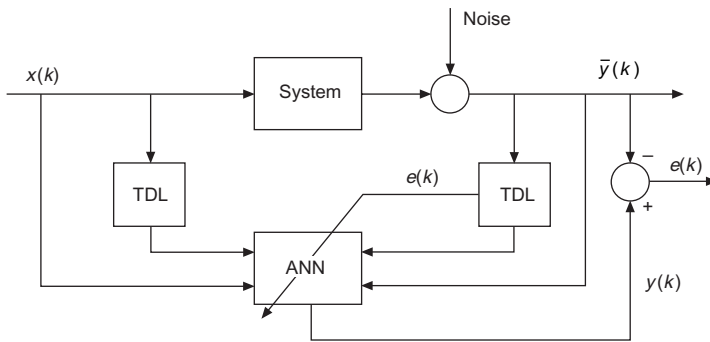 Noise
x(k)
System
ȳ(k)
TDL
e(k)
TDL
−
e(k)
+
ANN
y(k)